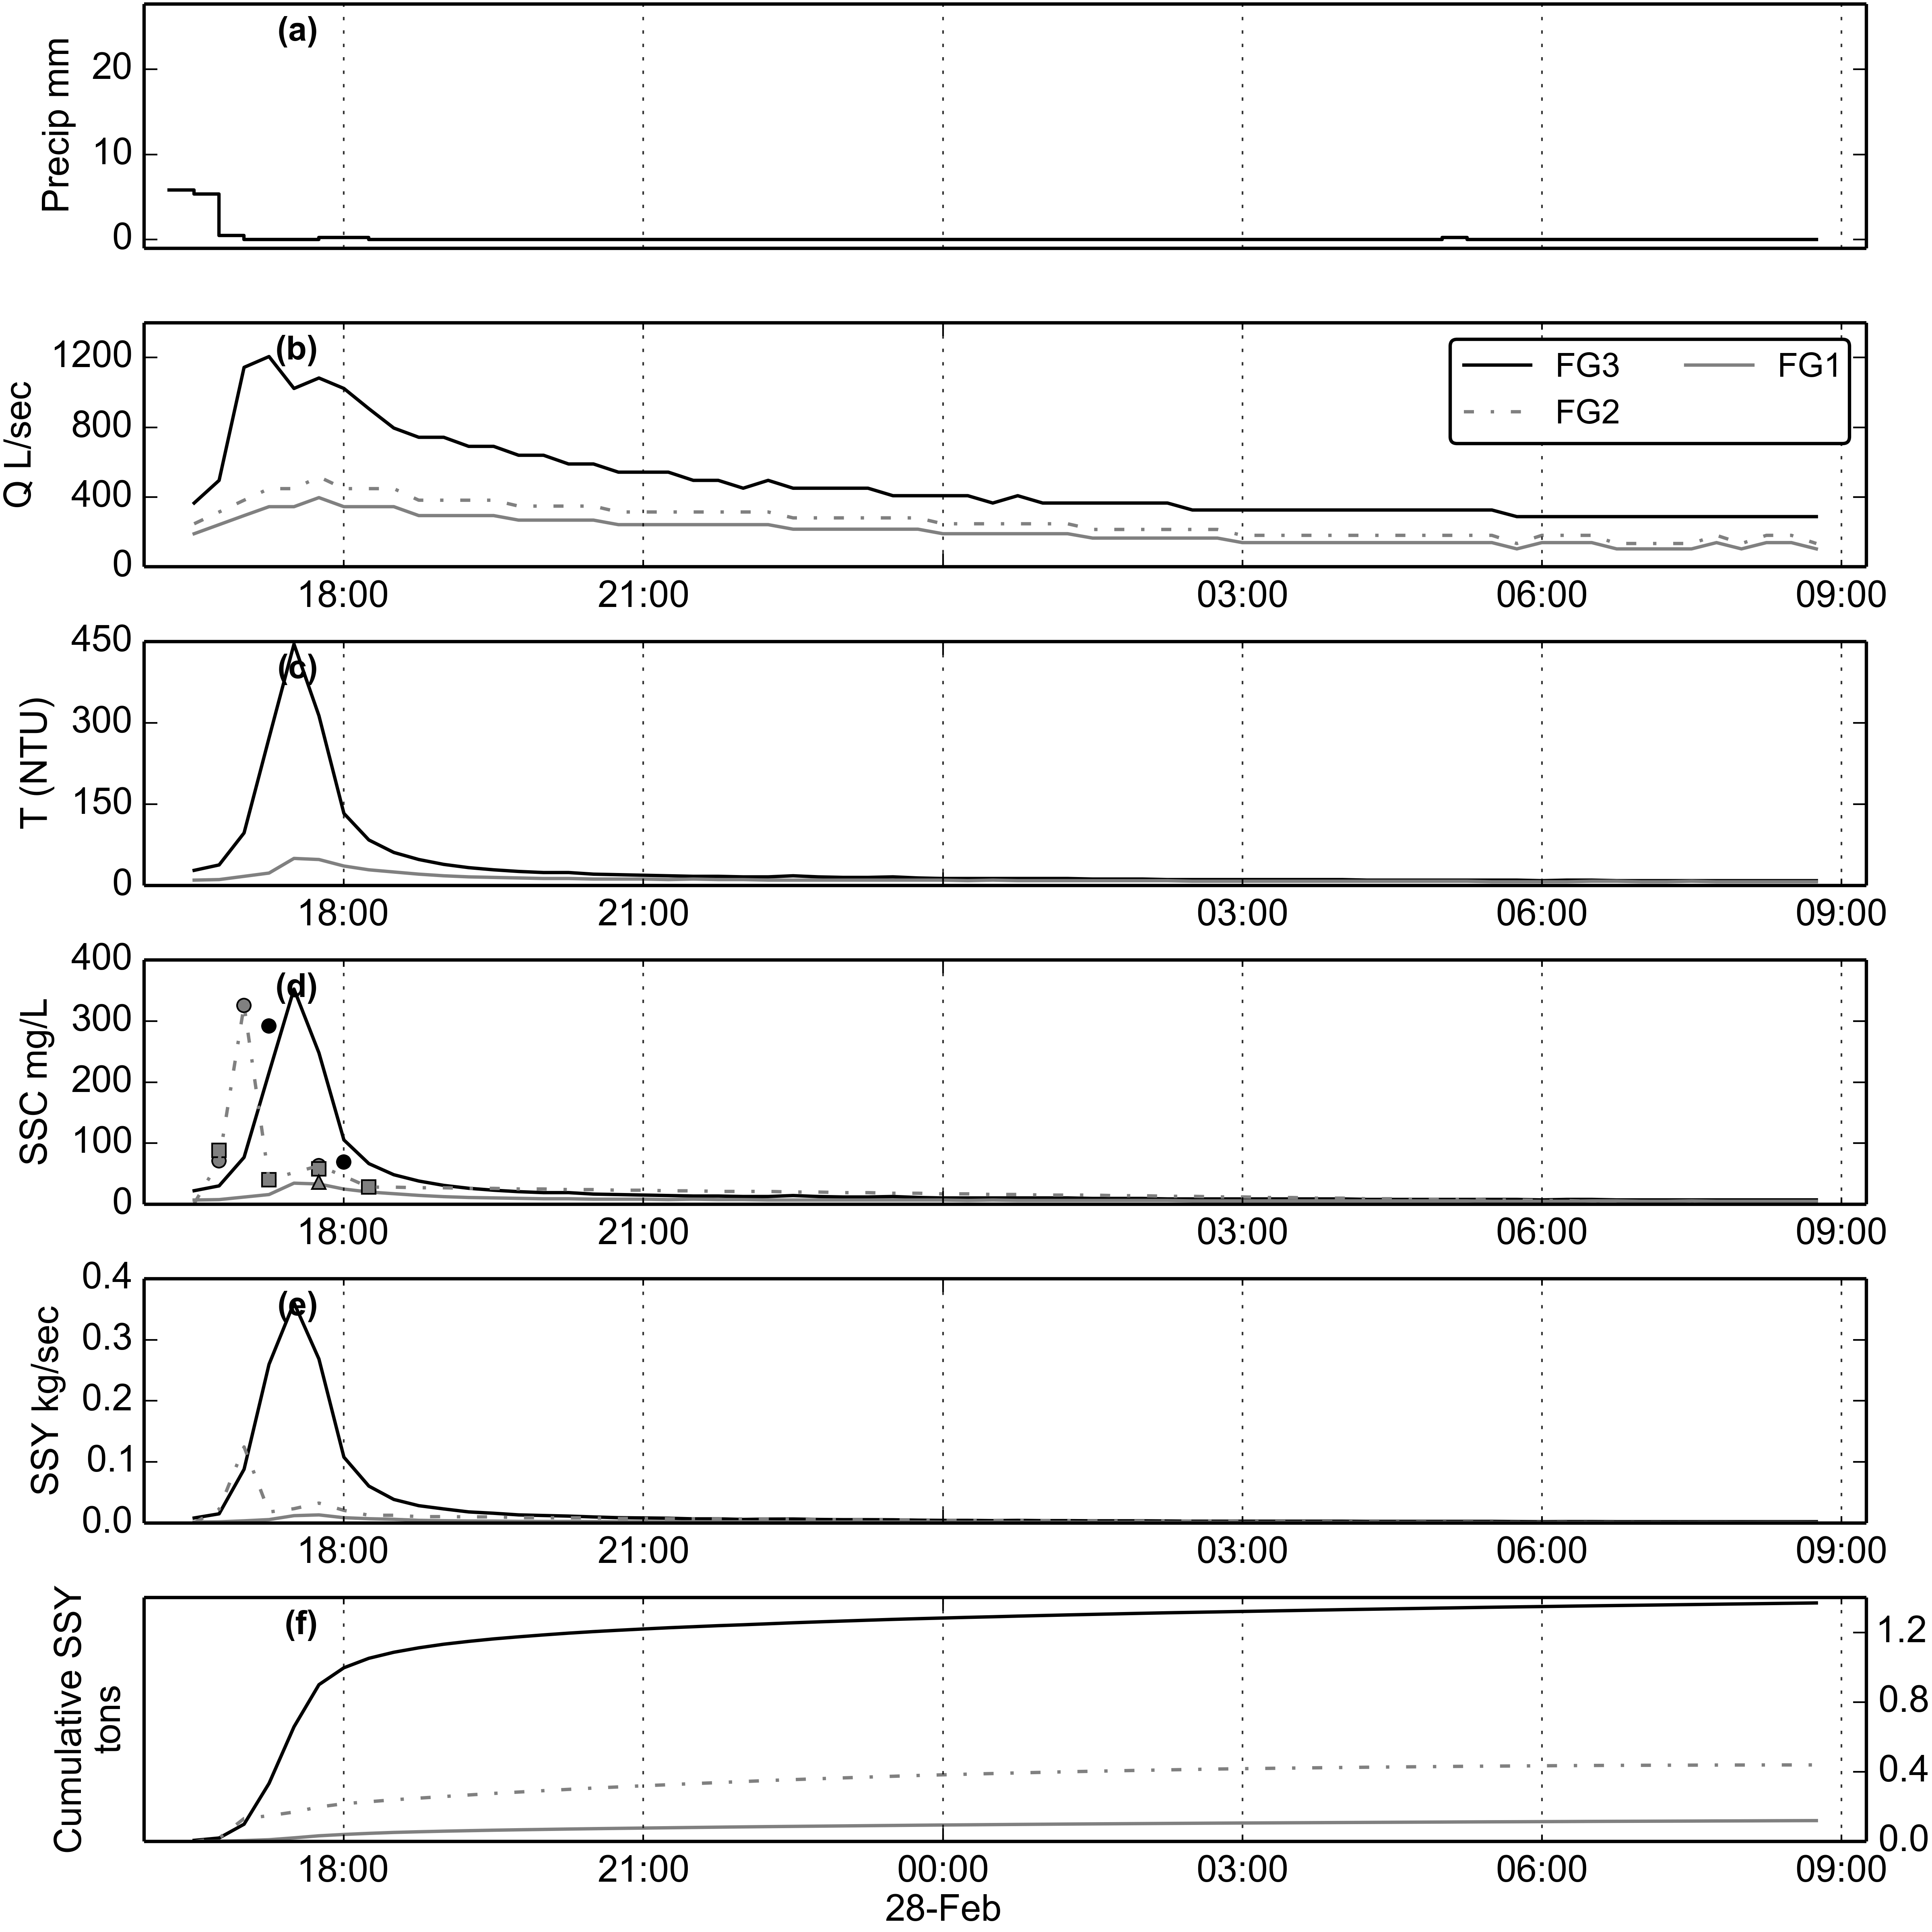 (a)
Precip mm
20
10
0
(b)
Q L/sec
1200
800
400
0
FG3 FG1
FG2
18:00 21:00 03:00 06:00 09:00
(c)
T (NTU)
450
300
150
0
18:00 21:00 03:00 06:00 09:00
(d)
SSC mg/L
400
300
200
100
0
18:00 21:00 03:00 06:00 09:00
(e)
SSY kg/sec
0.4
0.3
0.2
0.1
0.0
18:00 21:00 03:00 06:00 09:00
(f)
Cumulative SSY
tons
1.2
0.8
0.4
0.0
18:00 21:00 00:00 03:00 06:00 09:00
28-Feb